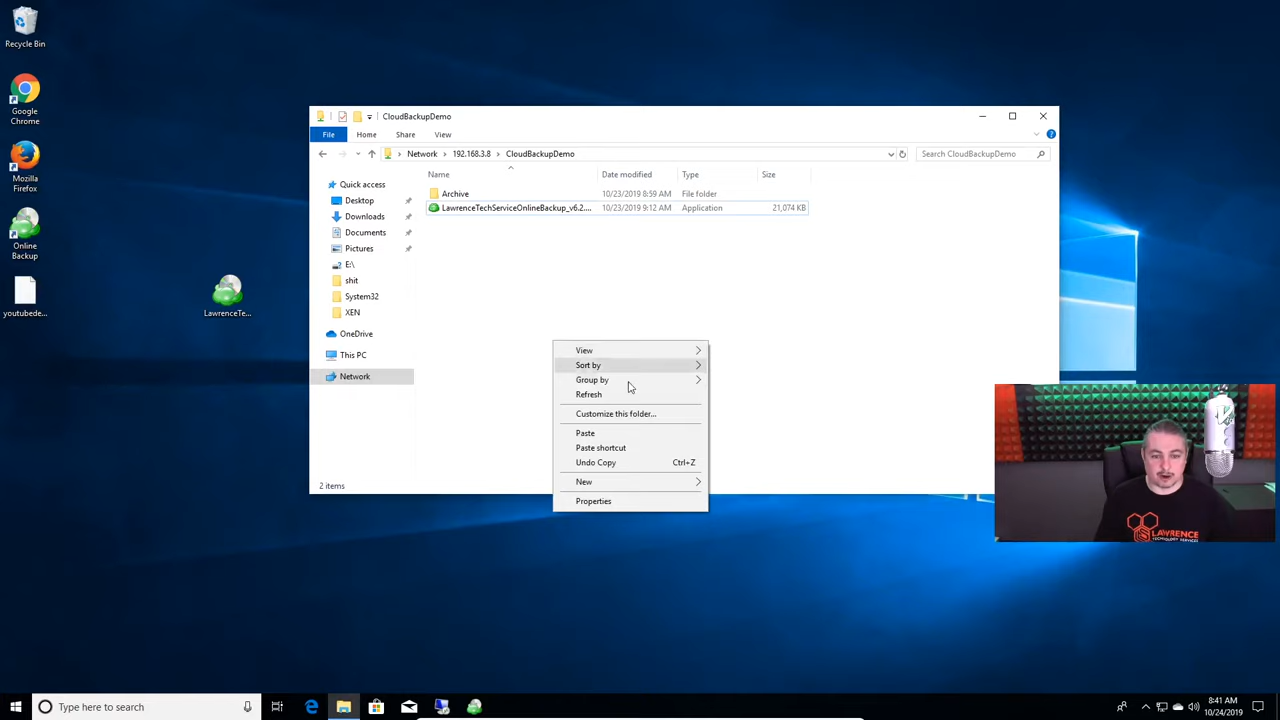 Recycle Bin
Google
Chrome
Mozilla
Firefox
Online
Backup
youtubede...
LawrenceTe...
CloudBackupDemo
File
Home
Share
View
Network
192.168.3.8
CloudBackupDemo
Search CloudBackupDemo
Name
Date modified
Type
Size
Quick access
Desktop
Downloads
Documents
Pictures
E:\
shit
System32
XEN
OneDrive
This PC
Network
Archive
10/23/2019 8:59 AM
File folder
LawrenceTechServiceOnlineBackup_v6.2....
10/23/2019 9:12 AM
Application
21,074 KB
View
Sort by
Group by
Refresh
Customize this folder...
Paste
Paste shortcut
Undo Copy
Ctrl+Z
New
Properties
2 items
LAWRENCE
TECHNOLOGY SERVICES
Type here to search
8:41 AM
10/24/2019